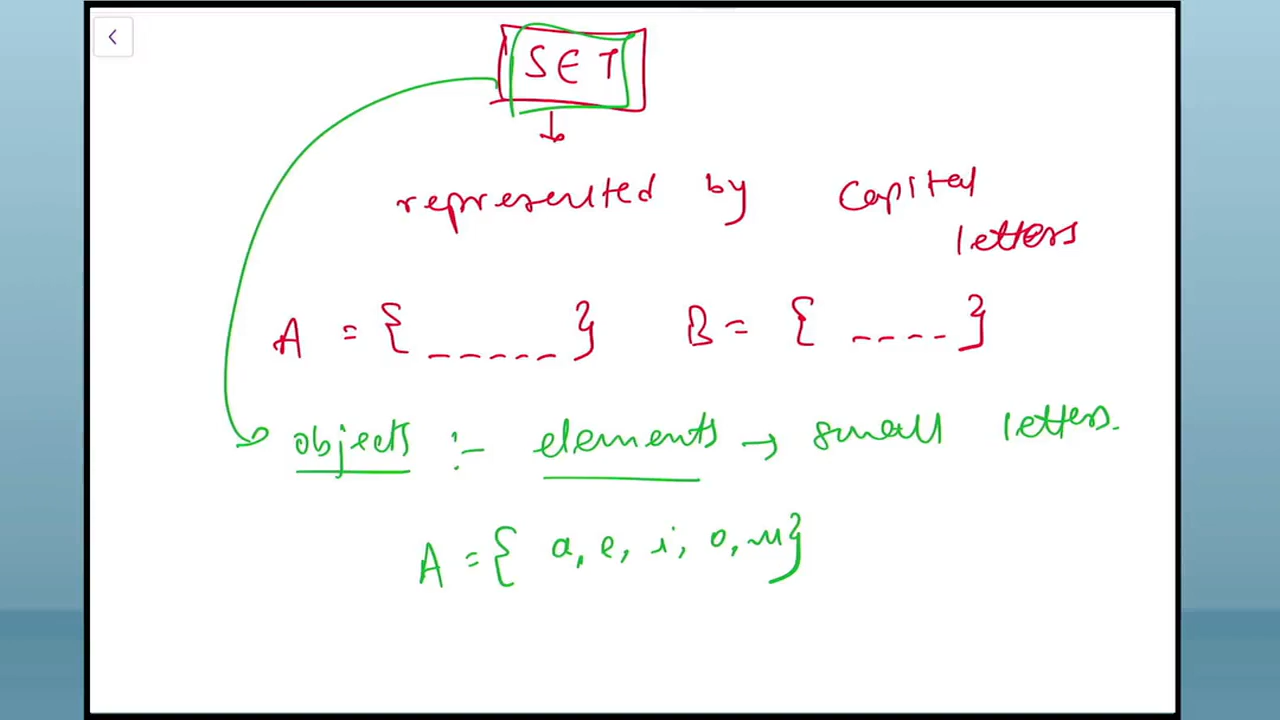 SET
represented by Capital
letters
A = { _ _ _ _ _ } B = { _ _ _ _ }
objects :- elements → small letters.
A = { a, e, i, o, u}